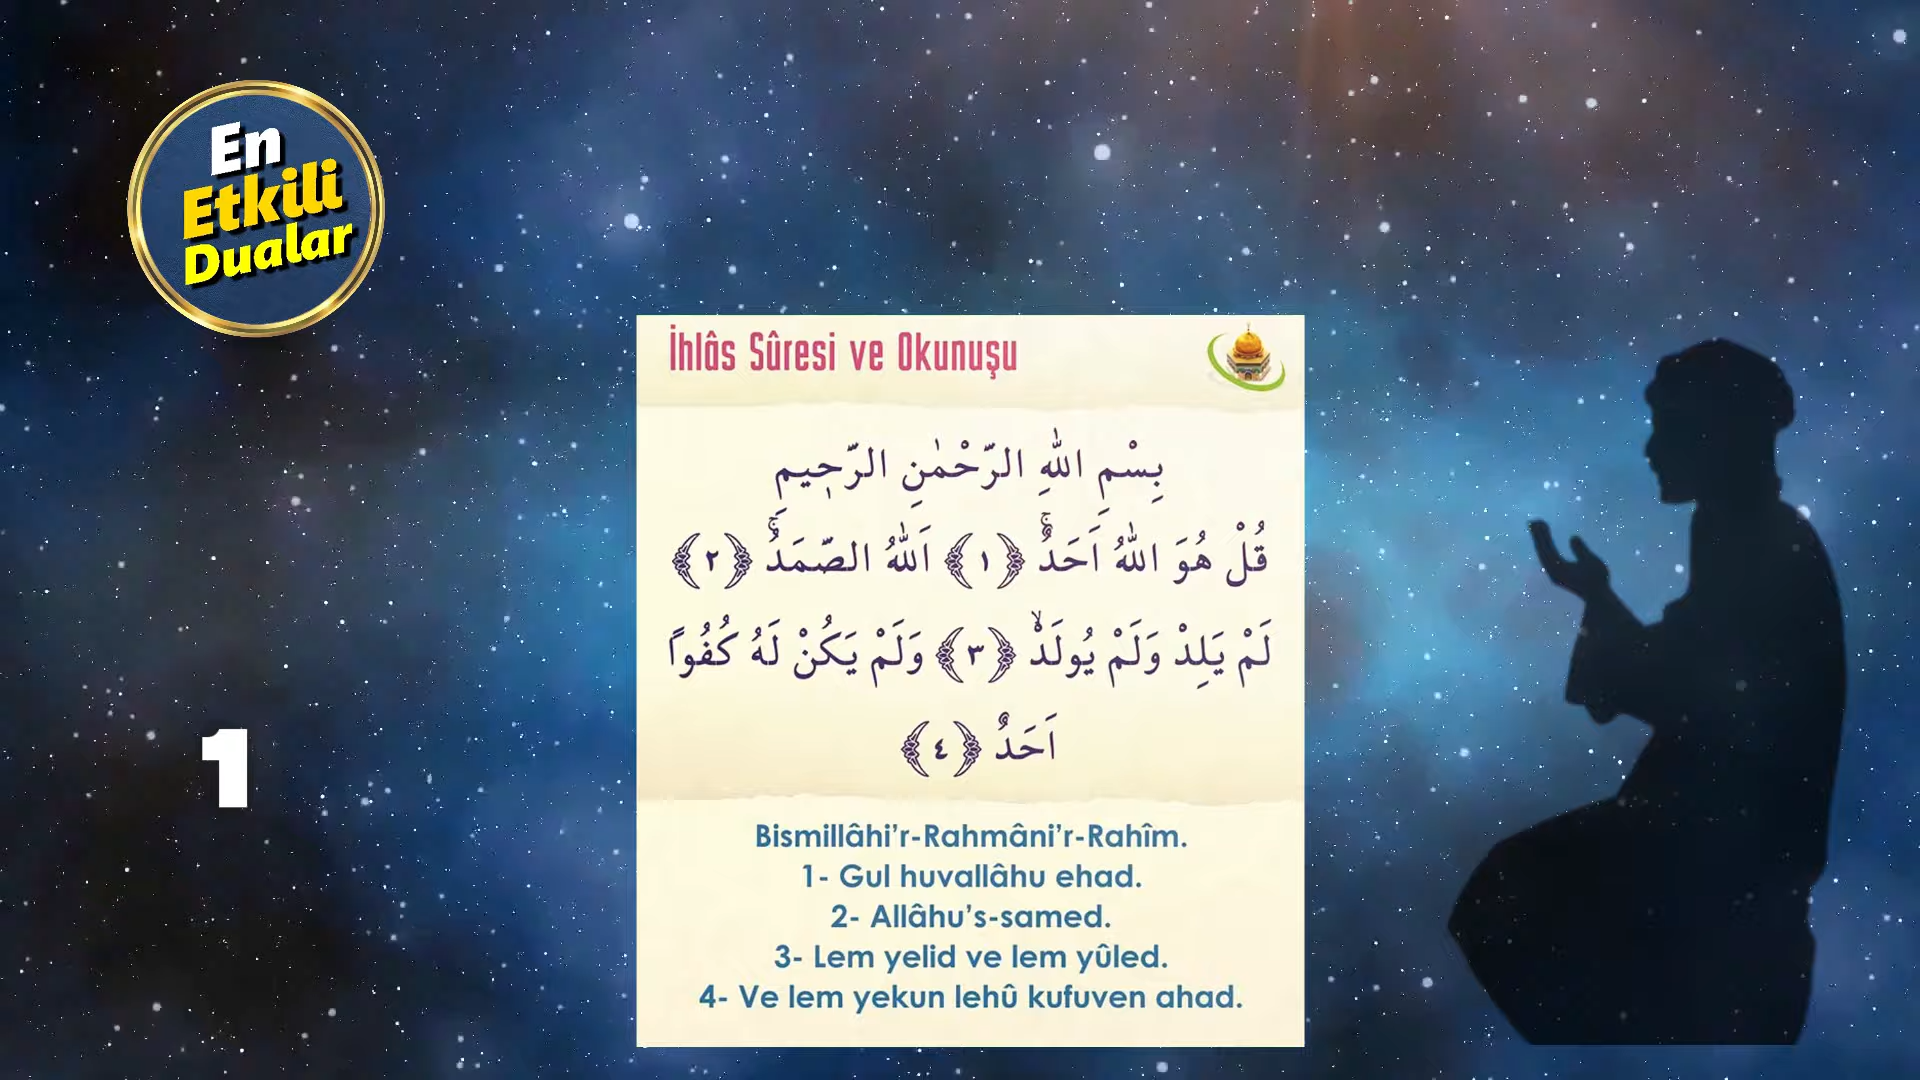 En
Etkili
Dualar
İhlâs Sûresi ve Okunuşu
بِسْمِ اللّٰهِ الرَّحْمٰنِ الرَّح۪يمِ
قُلْ هُوَ اللّٰهُ اَحَدٌۚ ﴿١﴾ اَللّٰهُ الصَّمَدُۚ ﴿٢﴾
لَمْ يَلِدْ وَلَمْ يُولَدْۙ ﴿٣﴾ وَلَمْ يَكُنْ لَهُ كُفُواً
اَحَدٌ ﴿٤﴾
1
Bismillâhi’r-Rahmâni’r-Rahîm.
1- Gul huvallâhu ehad.
2- Allâhu’s-samed.
3- Lem yelid ve lem yûled.
4- Ve lem yekun lehû kufuven ahad.